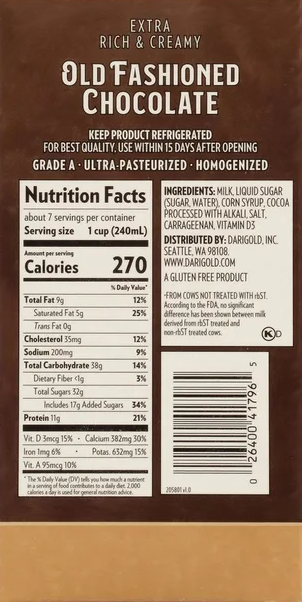 EXTRA
RICH & CREAMY
OLD FASHIONED
CHOCOLATE
KEEP PRODUCT REFRIGERATED
FOR BEST QUALITY, USE WITHIN 15 DAYS AFTER OPENING
GRADE A · ULTRA-PASTEURIZED · HOMOGENIZED
Nutrition Facts
about 7 servings per container
Serving size 1 cup (240mL)
Amount per serving
Calories 270
% Daily Value*
Total Fat 9g 12%
Saturated Fat 5g 25%
Trans Fat 0g
Cholesterol 35mg 12%
Sodium 200mg 9%
Total Carbohydrate 38g 14%
Dietary Fiber <1g 3%
Total Sugars 32g
Includes 17g Added Sugars 34%
Protein 11g 21%
Vit. D 3mcg 15% · Calcium 382mg 30%
Iron 1mg 6% · Potas. 632mg 15%
Vit. A 95mcg 10%
* The % Daily Value (DV) tells you how much a nutrient
in a serving of food contributes to a daily diet. 2,000
calories a day is used for general nutrition advice.
INGREDIENTS: MILK, LIQUID SUGAR
(SUGAR, WATER), CORN SYRUP, COCOA
PROCESSED WITH ALKALI, SALT,
CARRAGEENAN, VITAMIN D3
DISTRIBUTED BY: DARIGOLD, INC.
SEATTLE, WA 98108.
WWW.DARIGOLD.COM
A GLUTEN FREE PRODUCT
*FROM COWS NOT TREATED WITH rbST.
According to the FDA, no significant
difference has been shown between milk
derived from rbST treated and
non-rbST treated cows.
K D
0 26400 41796 5
205801 v1.0